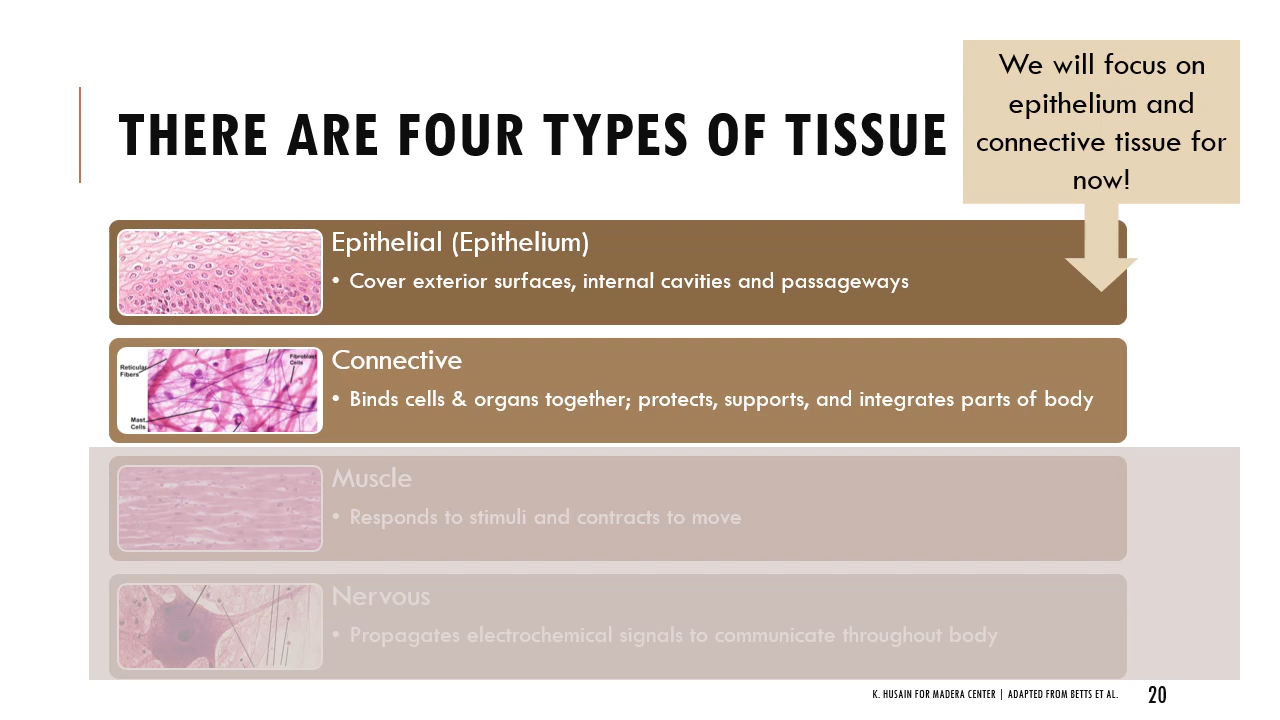 We will focus on
epithelium and
connective tissue for
now!
THERE ARE FOUR TYPES OF TISSUE
Epithelial (Epithelium)
• Cover exterior surfaces, internal cavities and passageways
Connective
• Binds cells & organs together; protects, supports, and integrates parts of body
Reticular
Fibers
Fibroblast
Cells
Mast
Cells
Muscle
• Responds to stimuli and contracts to move
Nervous
• Propagates electrochemical signals to communicate throughout body
K. HUSAIN FOR MADERA CENTER | ADAPTED FROM BETTS ET AL.
20